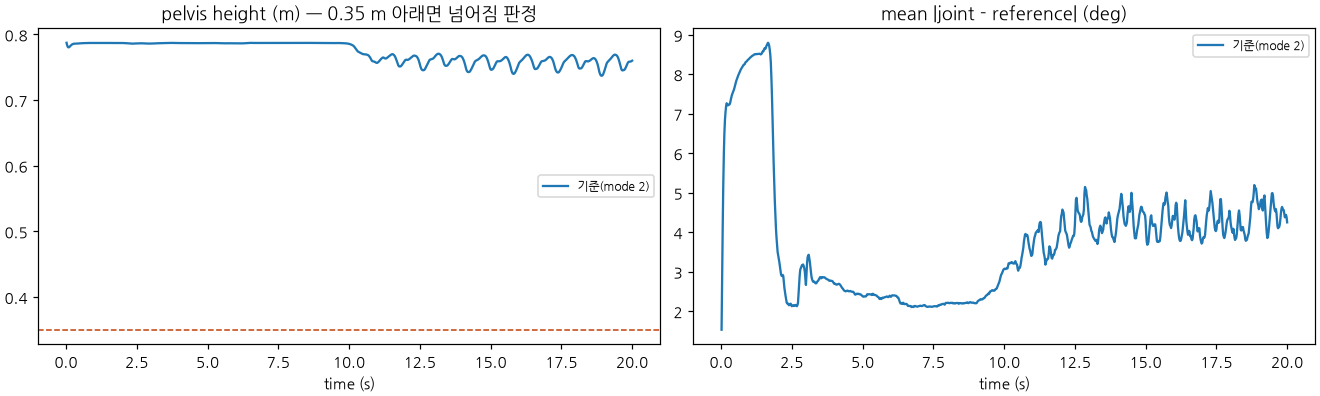 pelvis height (m) — 0.35 m 아래면 넘어짐 판정
0.8
0.7
0.6
0.5
0.4
기준(mode 2)
0.0 2.5 5.0 7.5 10.0 12.5 15.0 17.5 20.0
time (s)
mean |joint - reference| (deg)
9
8
7
6
5
4
3
2
기준(mode 2)
0.0 2.5 5.0 7.5 10.0 12.5 15.0 17.5 20.0
time (s)